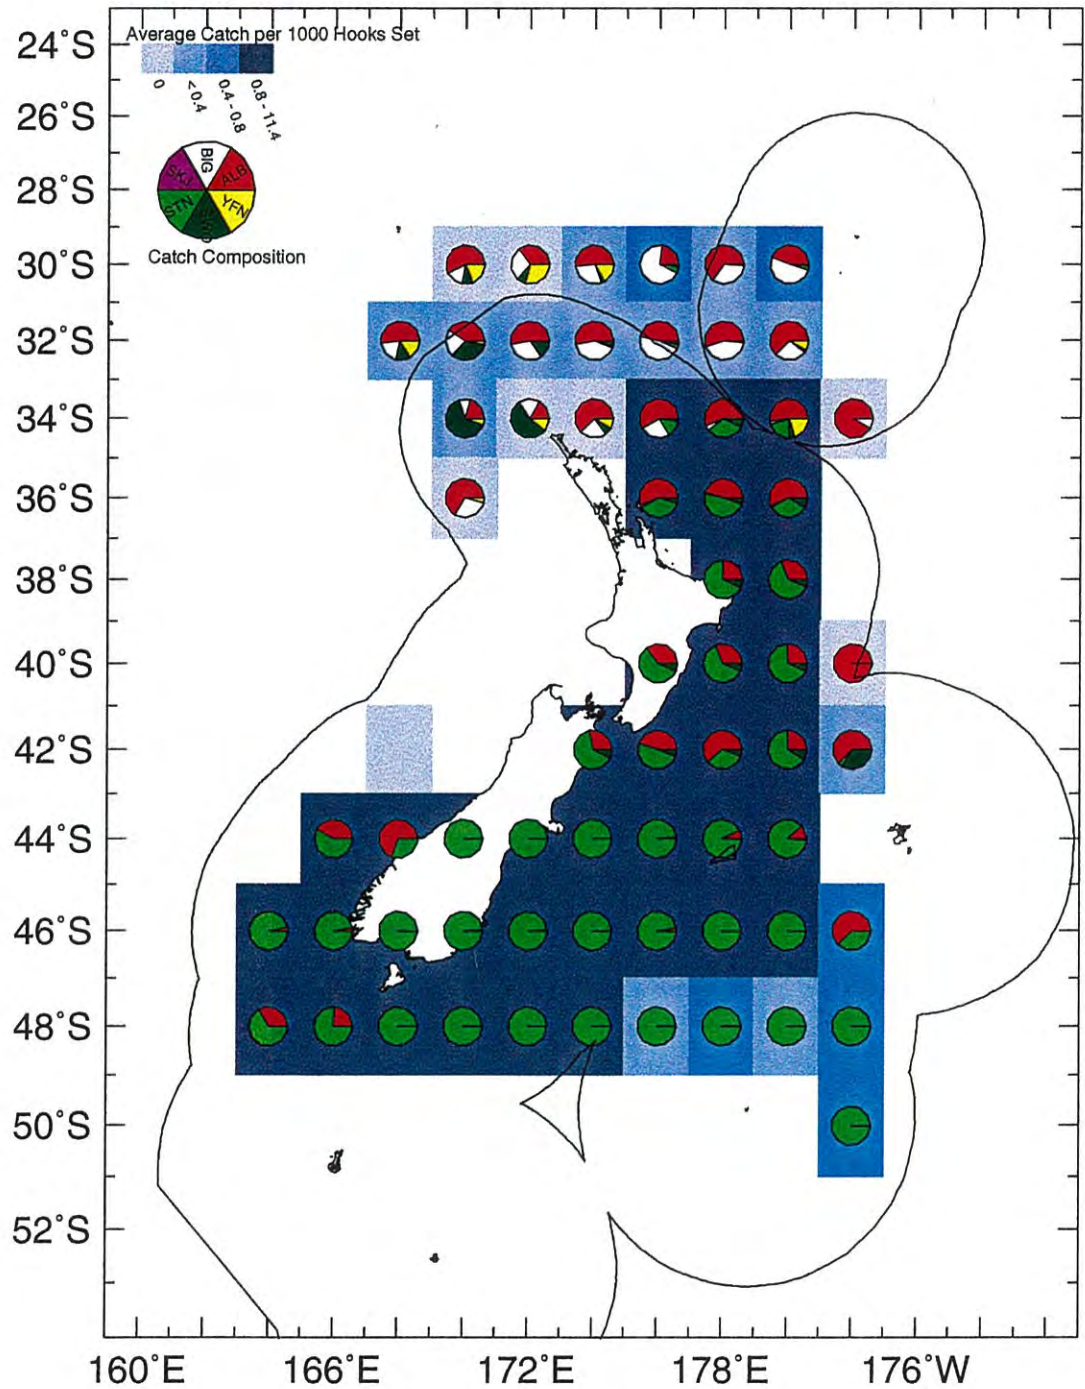 Average Catch per 1000 Hooks Set
0
< 0.4
0.4 - 0.8
0.8 - 11.4
BIG
ALB
YFN
STN
SKJ
Catch Composition
24°S
26°S
28°S
30°S
32°S
34°S
36°S
38°S
40°S
42°S
44°S
46°S
48°S
50°S
52°S
160°E
166°E
172°E
178°E
176°W